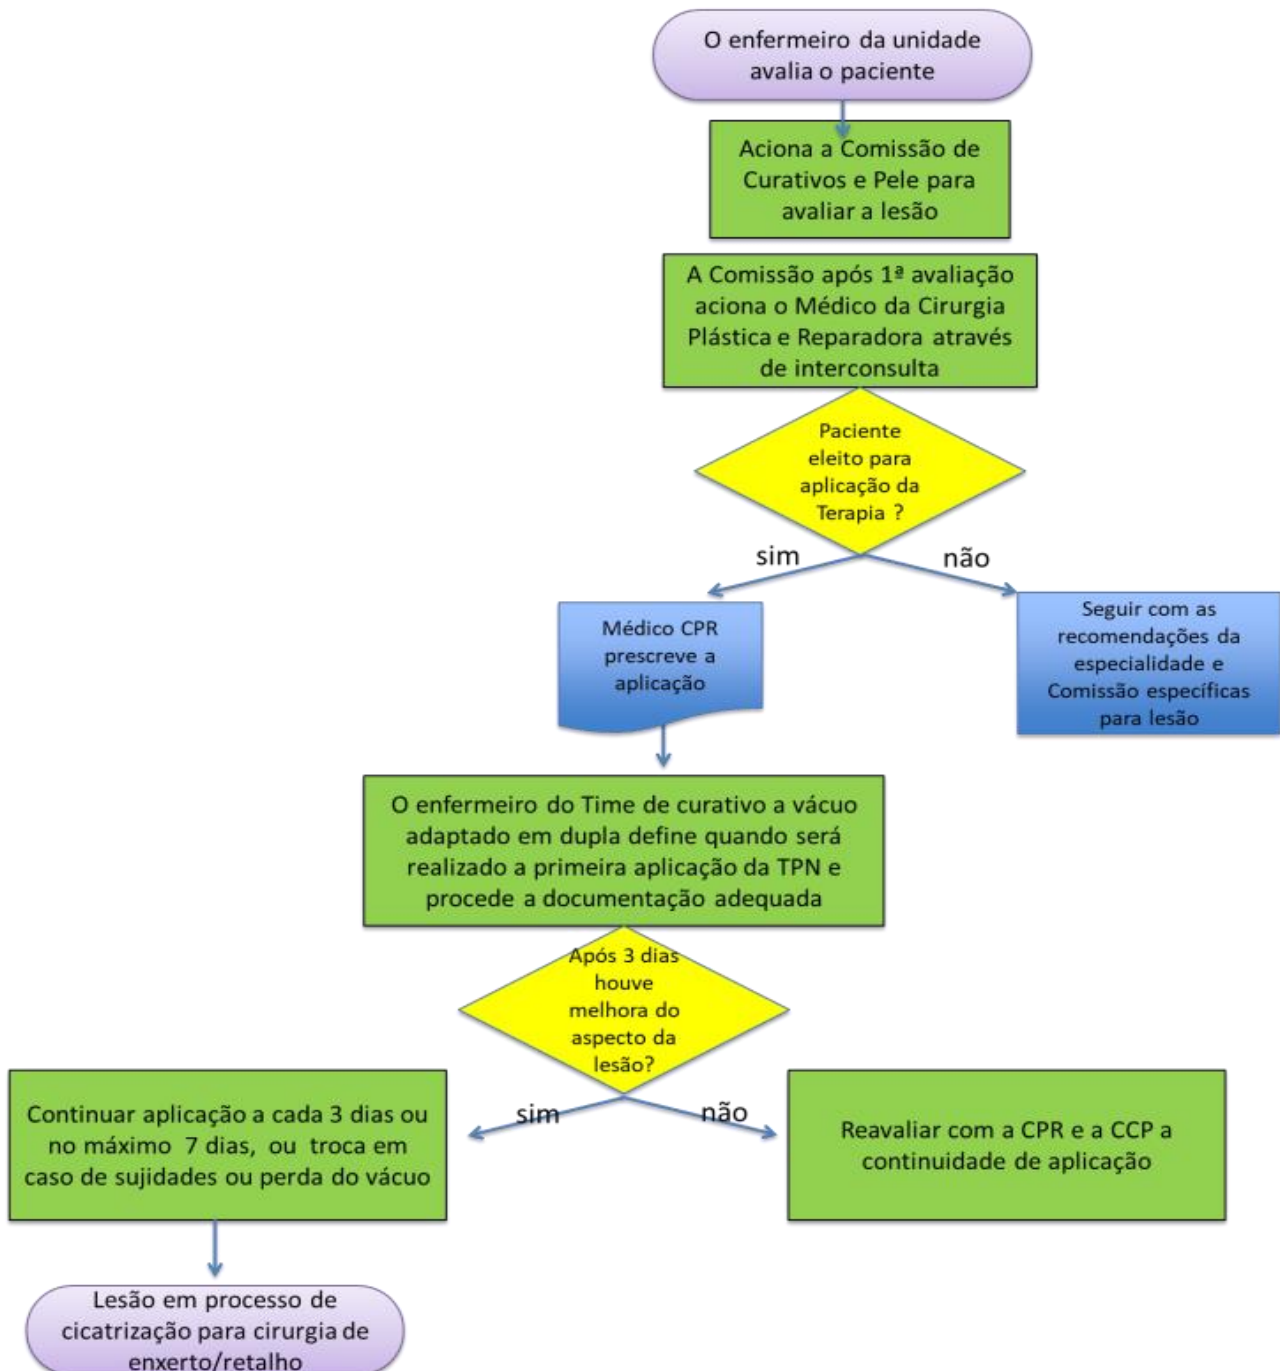 O enfermeiro da unidade
avalia o paciente
Aciona a Comissão de
Curativos e Pele para
avaliar a lesão
A Comissão após 1ª avaliação
aciona o Médico da Cirurgia
Plástica e Reparadora através
de interconsulta
Paciente
eleito para
aplicação da
Terapia ?
sim
não
Médico CPR
prescreve a
aplicação
Seguir com as
recomendações da
especialidade e
Comissão específicas
para lesão
O enfermeiro do Time de curativo a vácuo
adaptado em dupla define quando será
realizado a primeira aplicação da TPN e
procede a documentação adequada
Após 3 dias
houve
melhora do
aspecto da
lesão?
sim
não
Continuar aplicação a cada 3 dias ou
no máximo 7 dias, ou troca em
caso de sujidades ou perda do vácuo
Reavaliar com a CPR e a CCP a
continuidade de aplicação
Lesão em processo de
cicatrização para cirurgia de
enxerto/retalho